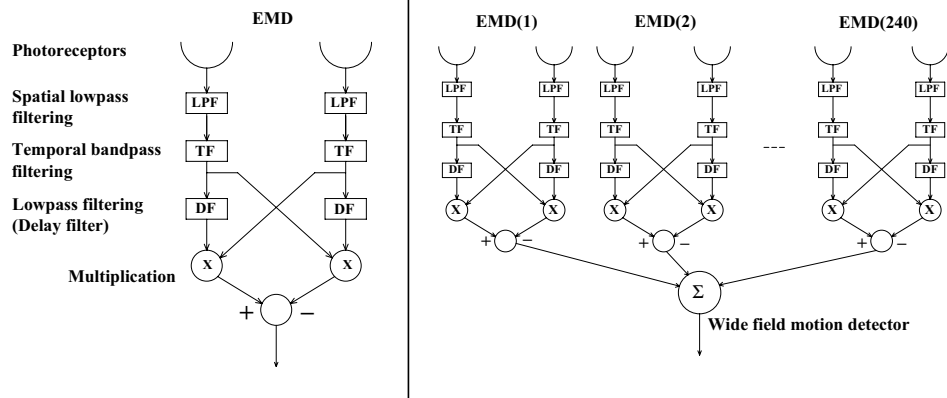 EMD
Photoreceptors
Spatial lowpass
filtering
LPF LPF
Temporal bandpass
filtering
TF TF
Lowpass filtering
(Delay filter)
DF DF
Multiplication
X X
+ −
EMD(1) EMD(2) EMD(240)
LPF LPF LPF LPF LPF LPF
TF TF TF TF TF TF
---
DF DF DF DF DF DF
X X X X X X
+ − + − + −
Σ
Wide field motion detector